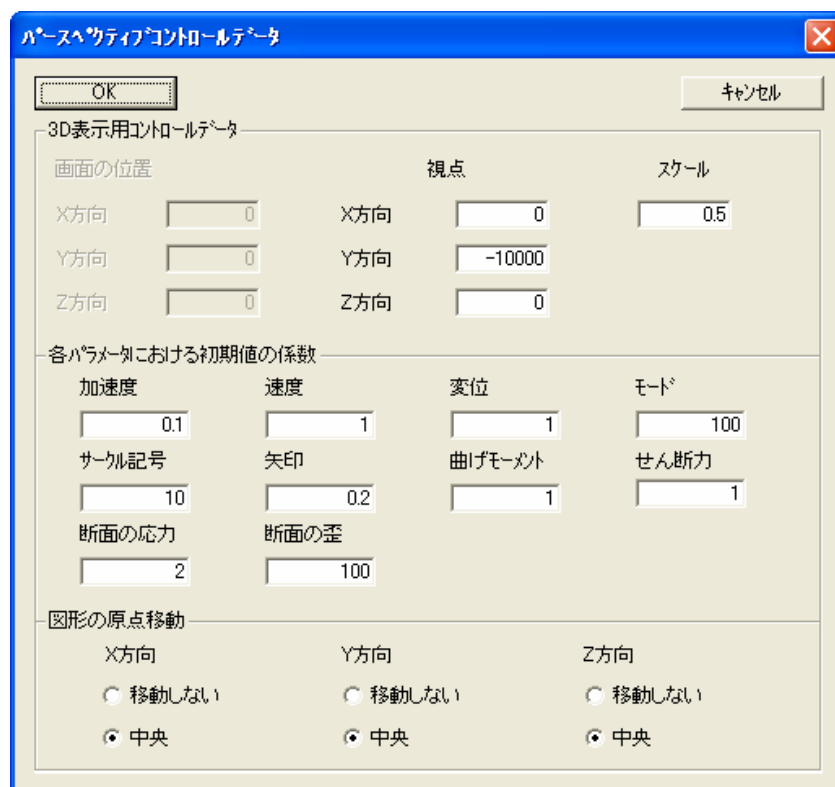 ﾊﾟｰｽﾍﾟｸﾃｨﾌﾞｺﾝﾄﾛｰﾙﾃﾞｰﾀ
OK ｷｬﾝｾﾙ
3D表示用ｺﾝﾄﾛｰﾙﾃﾞｰﾀ
画面の位置 視点 スケール
X方向 0 X方向 0 0.5
Y方向 0 Y方向 -10000
Z方向 0 Z方向 0
各ﾊﾟﾗﾒｰﾀにおける初期値の係数
加速度 速度 変位 ﾓｰﾄﾞ
0.1 1 1 100
ｻｰｸﾙ記号 矢印 曲げﾓｰﾒﾝﾄ せん断力
10 0.2 1 1
断面の応力 断面の歪
2 100
図形の原点移動
X方向 Y方向 Z方向
移動しない 移動しない 移動しない
中央 中央 中央